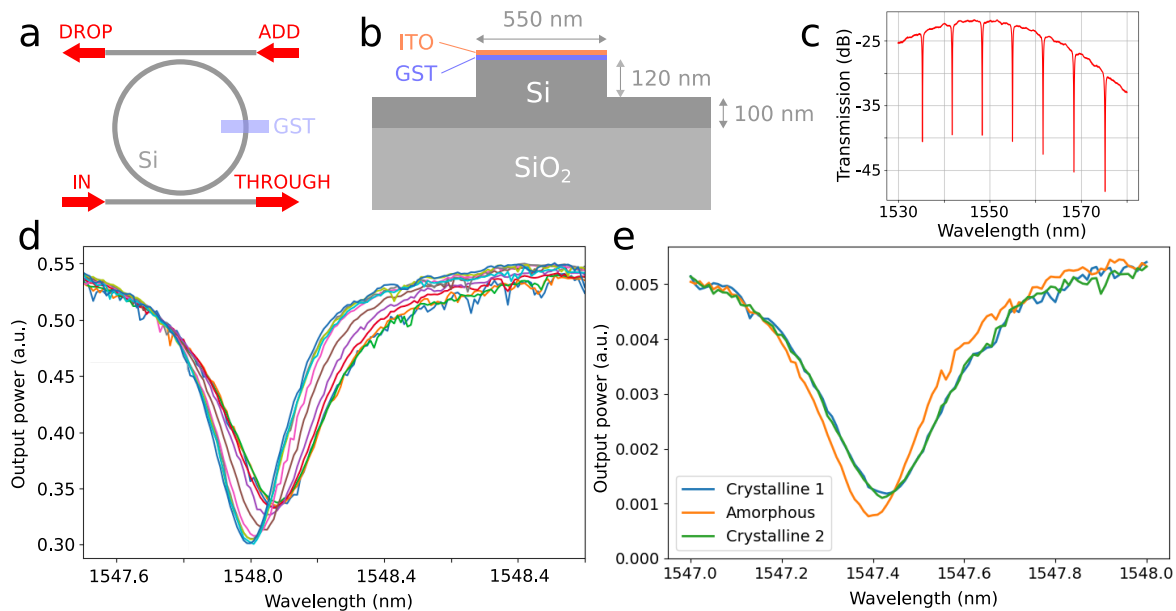 a
DROP
ADD
GST
Si
IN
THROUGH
b
550 nm
ITO
GST
120 nm
Si
100 nm
SiO2
c
Transmission (dB)
-25
-35
-45
1530
1550
1570
Wavelength (nm)
d
Output power (a.u.)
0.55
0.50
0.45
0.40
0.35
0.30
1547.6
1548.0
1548.4
1548.4
Wavelength (nm)
e
Output power (a.u.)
0.005
0.004
0.003
0.002
0.001
0.000
Crystalline 1
Amorphous
Crystalline 2
1547.0
1547.2
1547.4
1547.6
1547.8
1548.0
Wavelength (nm)